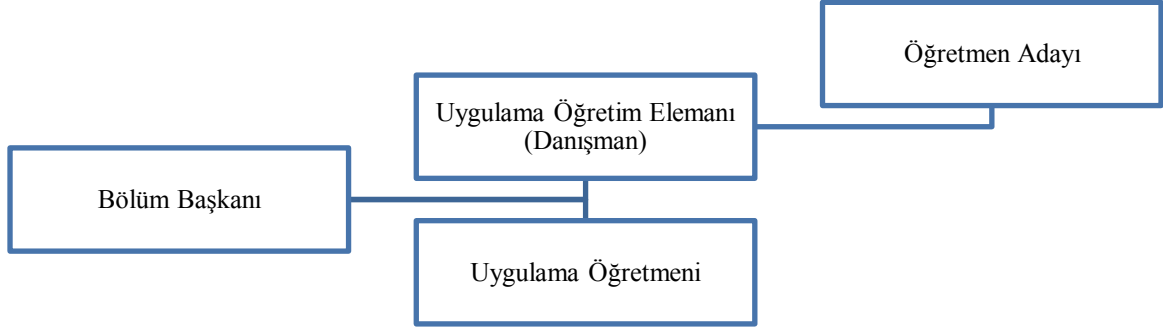 Öğretmen Adayı
Uygulama Öğretim Elemanı
(Danışman)
Bölüm Başkanı
Uygulama Öğretmeni